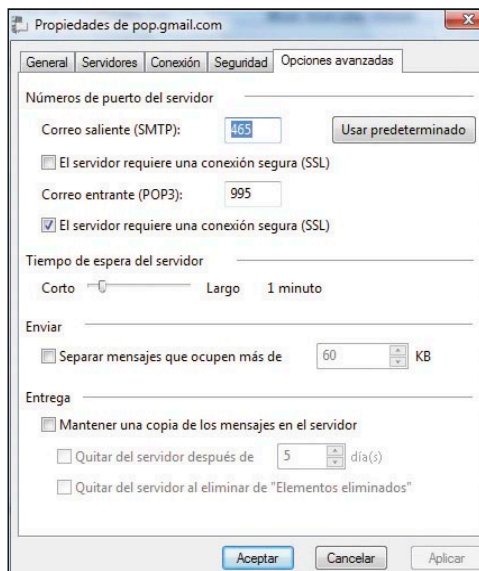 Propiedades de pop.gmail.com
General Servidores Conexión Seguridad Opciones avanzadas
Números de puerto del servidor
Correo saliente (SMTP): 465 Usar predeterminado
El servidor requiere una conexión segura (SSL)
Correo entrante (POP3): 995
El servidor requiere una conexión segura (SSL)
Tiempo de espera del servidor
Corto Largo 1 minuto
Enviar
Separar mensajes que ocupen más de 60 KB
Entrega
Mantener una copia de los mensajes en el servidor
Quitar del servidor después de 5 día(s)
Quitar del servidor al eliminar de "Elementos eliminados"
Aceptar Cancelar Aplicar